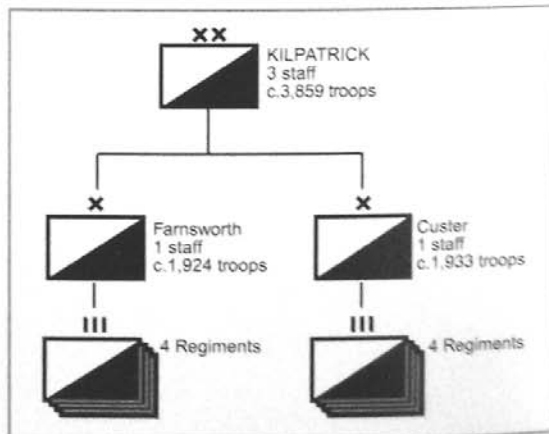 XX
KILPATRICK
3 staff
c.3,859 troops
X
Farnsworth
1 staff
c.1,924 troops
X
Custer
1 staff
c.1,933 troops
III
4 Regiments
III
4 Regiments